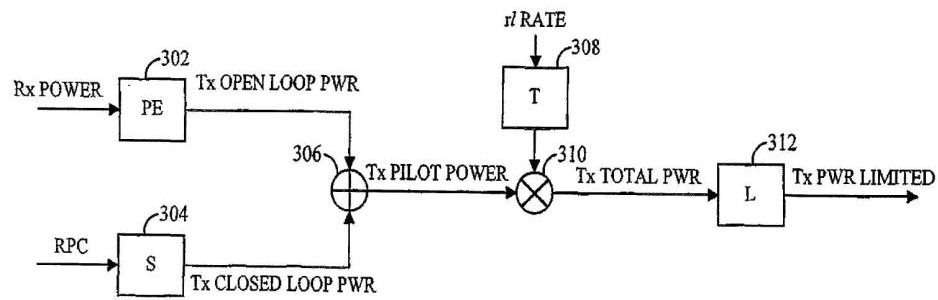 rl RATE
302
308
Tx OPEN LOOP PWR
Rx POWER
PE
T
306
310
312
Tx PILOT POWER
Tx TOTAL PWR
L
Tx PWR LIMITED
304
RPC
S
Tx CLOSED LOOP PWR